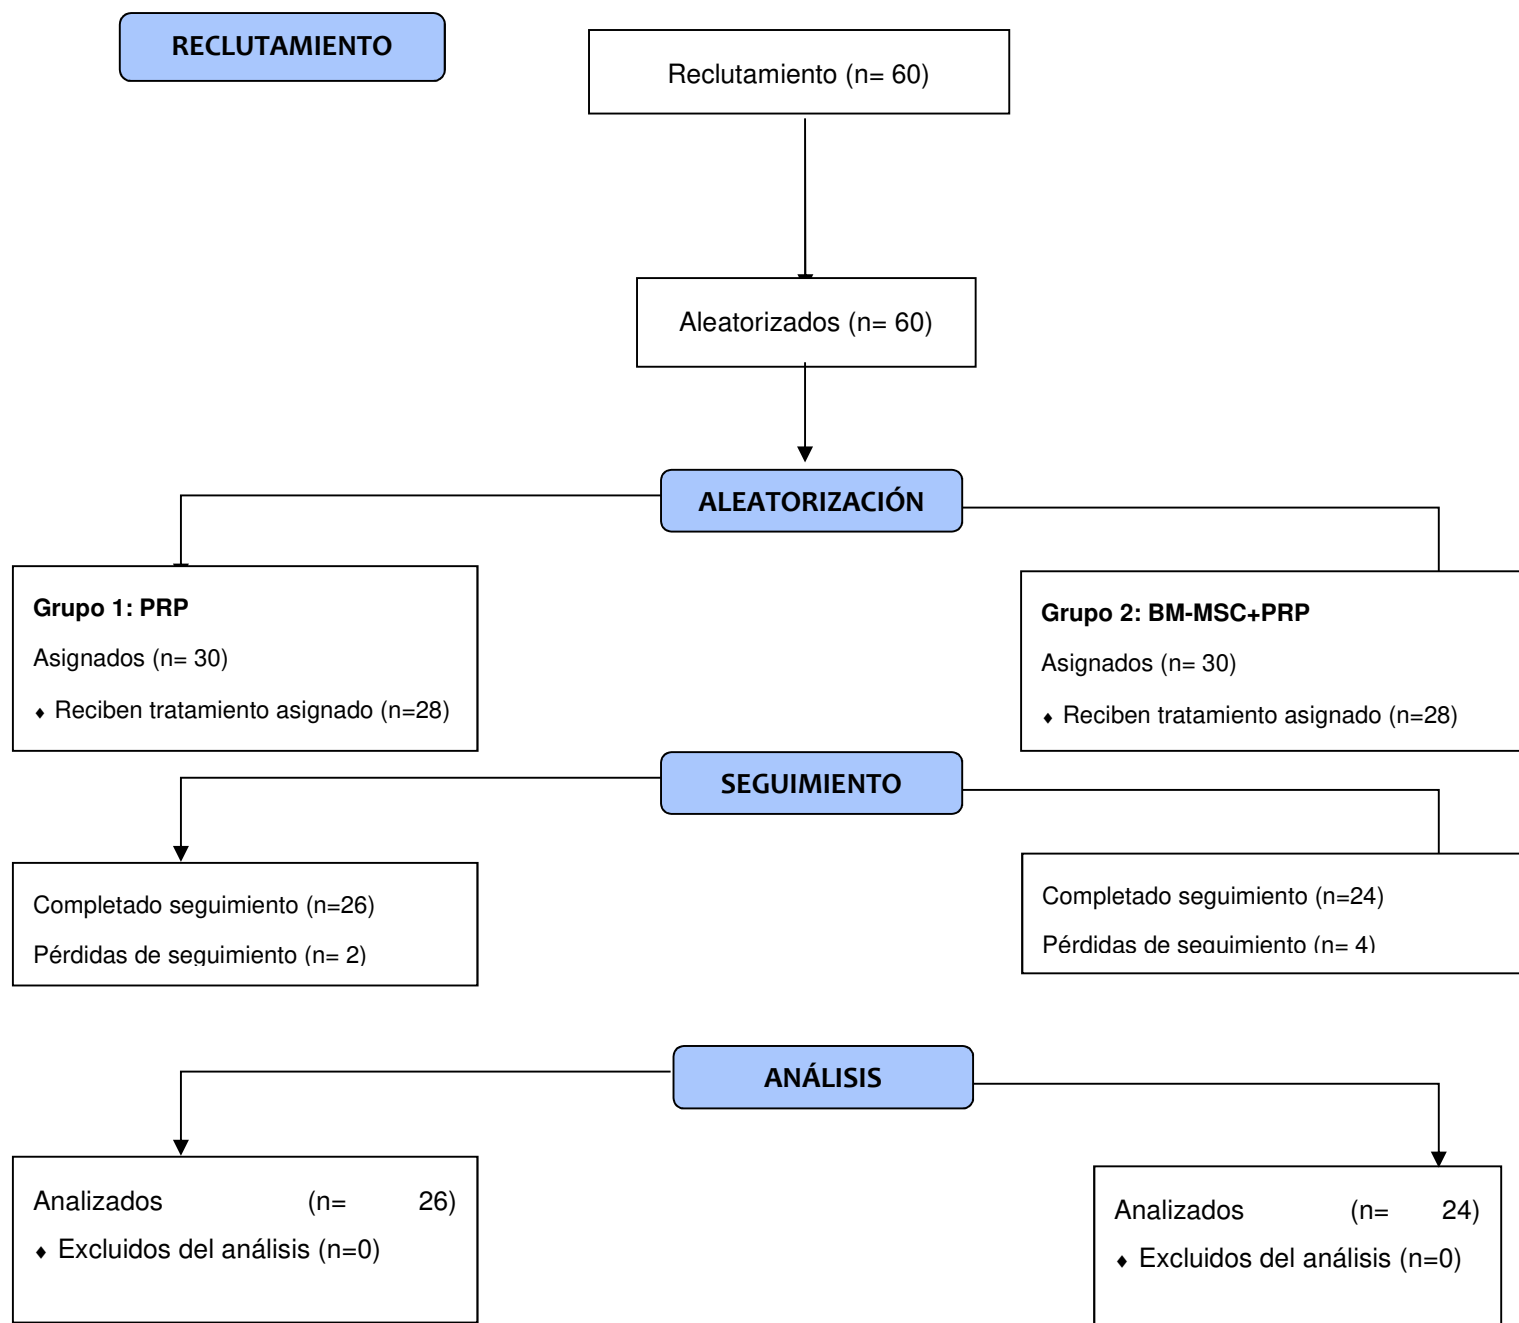 RECLUTAMIENTO
Reclutamiento (n= 60)
Aleatorizados (n= 60)
ALEATORIZACIÓN
Grupo 1: PRP
Asignados (n= 30)
♦ Reciben tratamiento asignado (n=28)
Grupo 2: BM-MSC+PRP
Asignados (n= 30)
♦ Reciben tratamiento asignado (n=28)
SEGUIMIENTO
Completado seguimiento (n=26)
Pérdidas de seguimiento (n= 2)
Completado seguimiento (n=24)
Pérdidas de seguimiento (n= 4)
ANÁLISIS
Analizados (n= 26)
♦ Excluidos del análisis (n=0)
Analizados (n= 24)
♦ Excluidos del análisis (n=0)